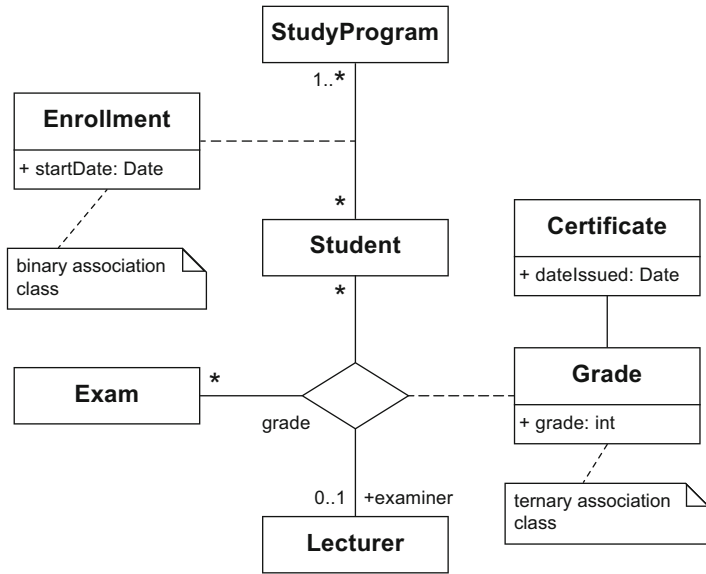 StudyProgram
1..*
Enrollment
+ startDate: Date
*
Student
Certificate
+ dateIssued: Date
binary association
class
*
Exam
*
grade
Grade
+ grade: int
0..1
+examiner
ternary association
class
Lecturer